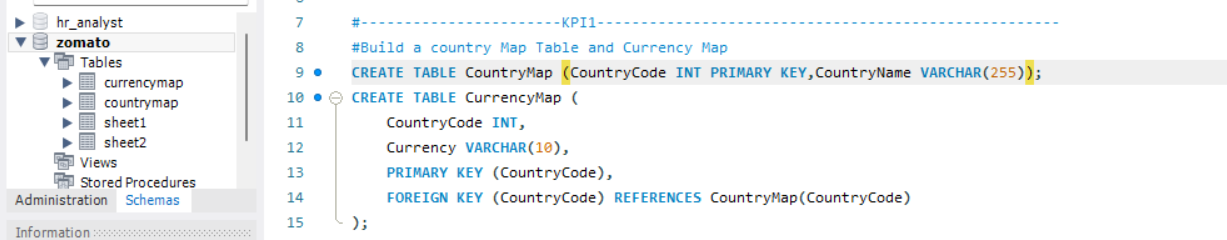 hr_analyst
zomato
Tables
currencymap
countrymap
sheet1
sheet2
Views
Stored Procedures
Administration Schemas
Information
7 #----------------------KPI1--------------------------------------------------
8 #Build a country Map Table and Currency Map
9 CREATE TABLE CountryMap (CountryCode INT PRIMARY KEY,CountryName VARCHAR(255));
10 CREATE TABLE CurrencyMap (
11 CountryCode INT,
12 Currency VARCHAR(10),
13 PRIMARY KEY (CountryCode),
14 FOREIGN KEY (CountryCode) REFERENCES CountryMap(CountryCode)
15 );